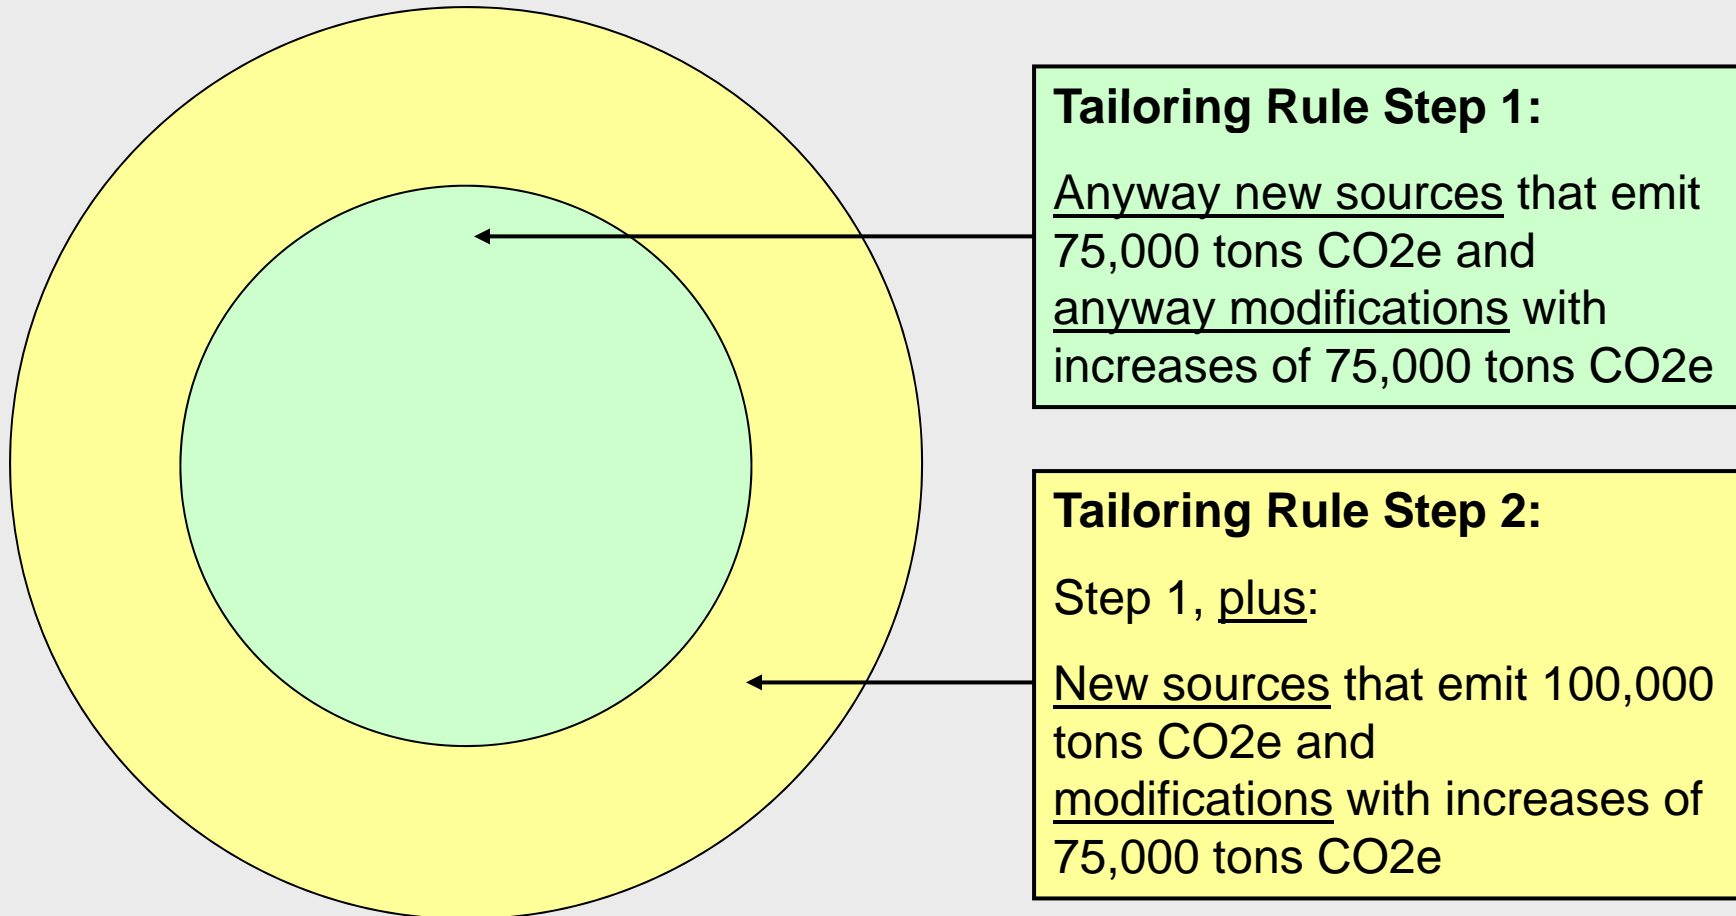 Tailoring Rule Step 1:
Anyway new sources that emit
75,000 tons CO2e and
anyway modifications with
increases of 75,000 tons CO2e
Tailoring Rule Step 2:
Step 1, plus:
New sources that emit 100,000
tons CO2e and
modifications with increases of
75,000 tons CO2e